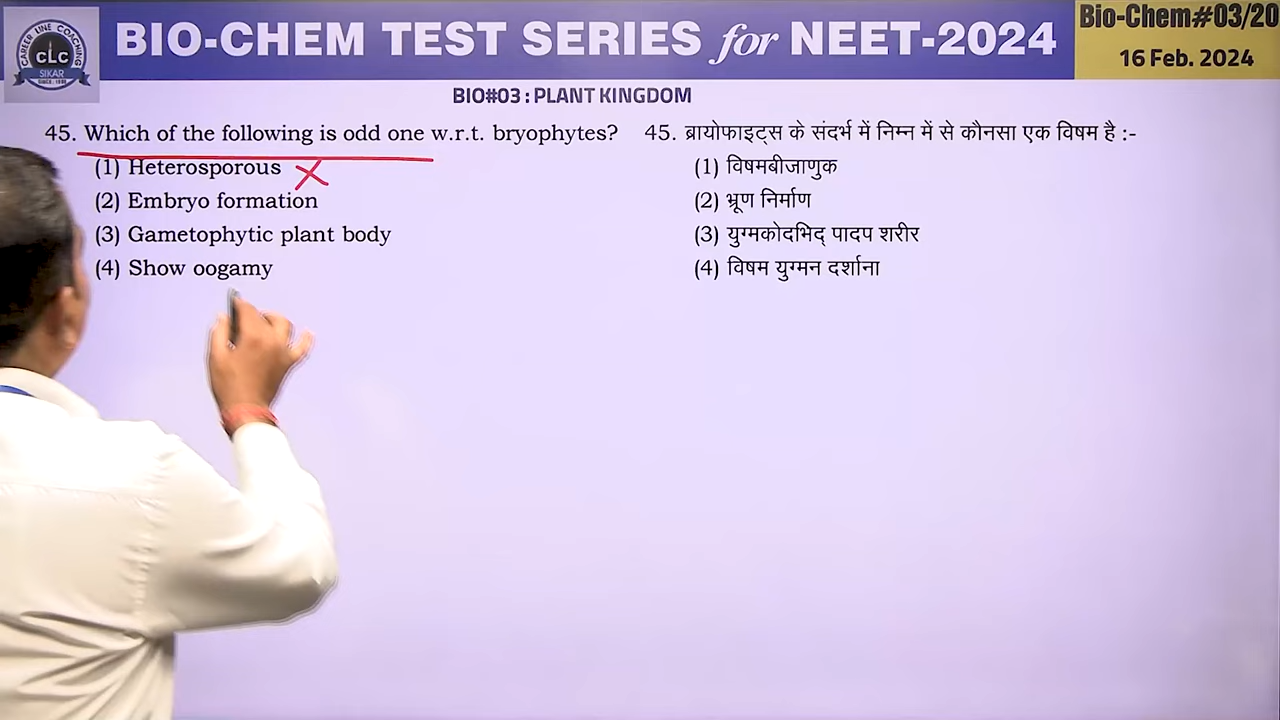 CAREER LINE COACHING
CLC
SIKAR
BIO-CHEM TEST SERIES for NEET-2024
Bio-Chem#03/20
16 Feb. 2024
BIO#03 : PLANT KINGDOM
45. Which of the following is odd one w.r.t. bryophytes?
(1) Heterosporous
(2) Embryo formation
(3) Gametophytic plant body
(4) Show oogamy
45. ब्रायोफाइट्स के संदर्भ में निम्न में से कौनसा एक विषम है :-
(1) विषमबीजाणुक
(2) भ्रूण निर्माण
(3) युग्मकोदभिद् पादप शरीर
(4) विषम युग्मन दर्शाना